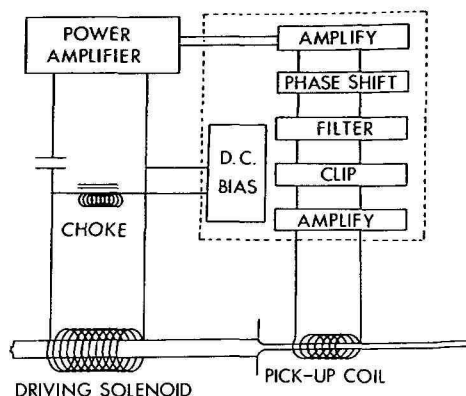 POWER
AMPLIFIER
AMPLIFY
PHASE SHIFT
FILTER
D.C.
BIAS
CLIP
CHOKE
AMPLIFY
DRIVING SOLENOID
PICK-UP COIL